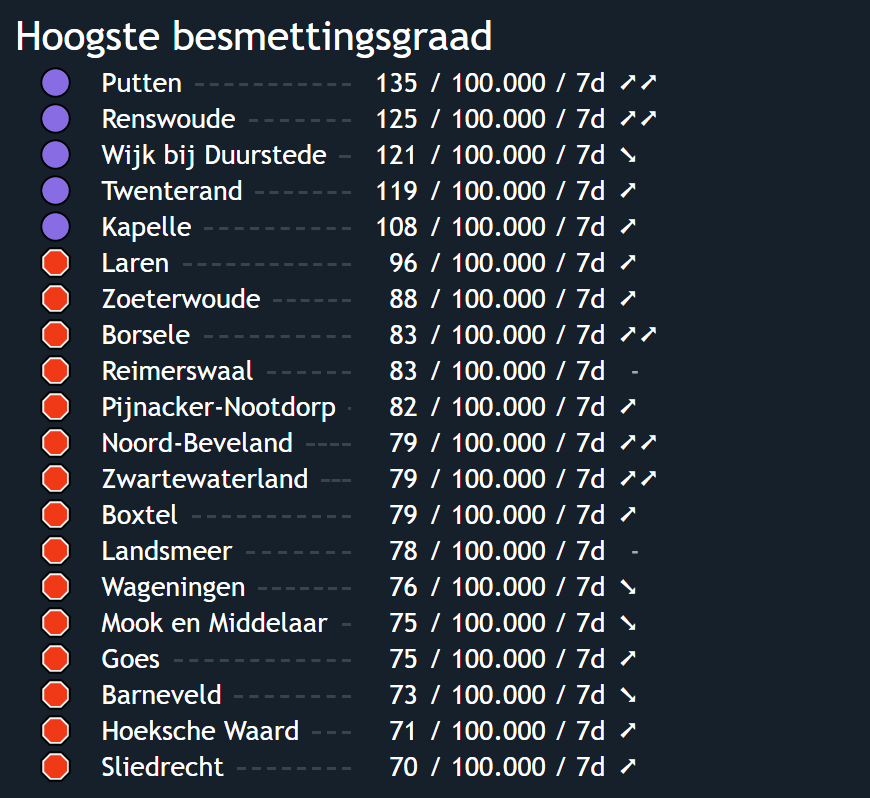 Hoogste besmettingsgraad
Putten ---------- 135 / 100.000 / 7d ➚➚
Renswoude ------- 125 / 100.000 / 7d ➚➚
Wijk bij Duurstede - 121 / 100.000 / 7d ➘
Twenterand ------ 119 / 100.000 / 7d ➚
Kapelle --------- 108 / 100.000 / 7d ➚
Laren ----------- 96 / 100.000 / 7d ➚
Zoeterwoude ----- 88 / 100.000 / 7d ➚
Borsele --------- 83 / 100.000 / 7d ➚➚
Reimerswaal ----- 83 / 100.000 / 7d -
Pijnacker-Nootdorp - 82 / 100.000 / 7d ➚
Noord-Beveland --- 79 / 100.000 / 7d ➚➚
Zwartewaterland -- 79 / 100.000 / 7d ➚➚
Boxtel ---------- 79 / 100.000 / 7d ➚
Landsmeer ------- 78 / 100.000 / 7d -
Wageningen ------ 76 / 100.000 / 7d ➘
Mook en Middelaar - 75 / 100.000 / 7d ➘
Goes ----------- 75 / 100.000 / 7d ➚
Barneveld -------- 73 / 100.000 / 7d ➘
Hoeksche Waard --- 71 / 100.000 / 7d ➚
Sliedrecht ------- 70 / 100.000 / 7d ➚